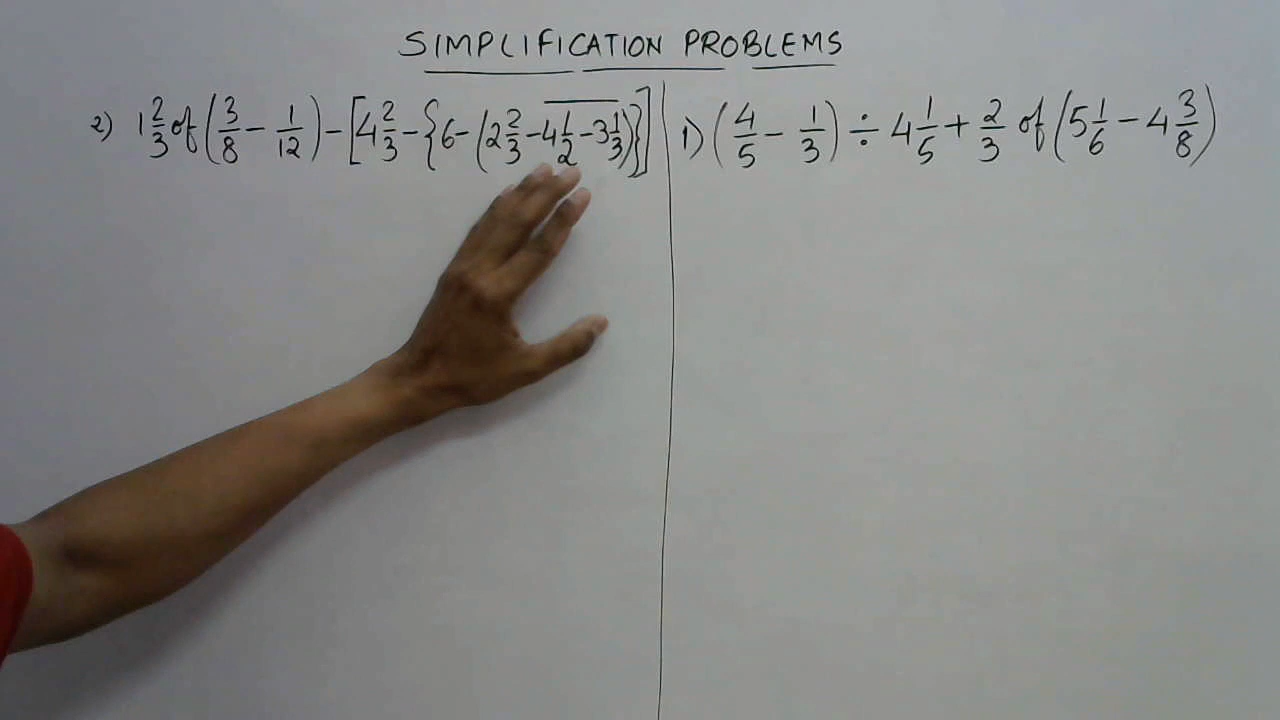 SIMPLIFICATION PROBLEMS
2) 1 2/3 of (3/8 - 1/12) - [4 2/3 - {6 - (2 2/3 - 4 1/2 - 3 1/3)}]
1) (4/5 - 1/3) ÷ 4 1/5 + 2/3 of (5 1/6 - 4 3/8)